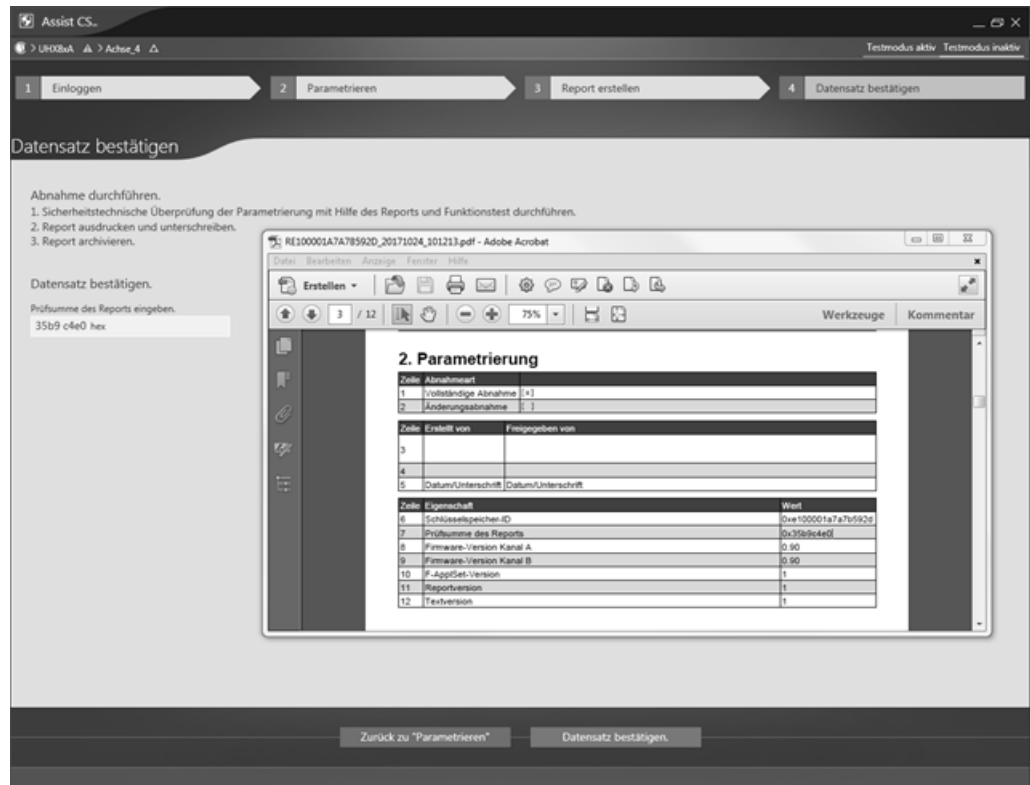 Assist CS..
> UHX8xA > Achse_4
Testmodus aktiv Testmodus inaktiv
1 Einloggen
2 Parametrieren
3 Report erstellen
4 Datensatz bestätigen
Datensatz bestätigen
Abnahme durchführen.
1. Sicherheitstechnische Überprüfung der Parametrierung mit Hilfe des Reports und Funktionstest durchführen.
2. Report ausdrucken und unterschreiben.
3. Report archivieren.
Datensatz bestätigen.
Prüfsumme des Reports eingeben.
35b9 c4e0 hex
RE100001A7A78592D_20171024_101213.pdf - Adobe Acrobat
Datei Bearbeiten Anzeige Fenster Hilfe
Erstellen
3 / 12 75% Werkzeuge Kommentar
2. Parametrierung
Zeile Abnahmeart
1 Vollständige Abnahme [x]
2 Änderungsabnahme [ ]
Zeile Erstellt von Freigegeben von
3
4
5 Datum/Unterschrift Datum/Unterschrift
Zeile Eigenschaft Wert
6 Schlüsselspeicher-ID 0xe100001a7a7b592d
7 Prüfsumme des Reports 0x35b9c4e0
8 Firmware-Version Kanal A 0.90
9 Firmware-Version Kanal B 0.90
10 F-ApplSet-Version 1
11 Reportversion 1
12 Textversion 1
Zurück zu "Parametrieren"
Datensatz bestätigen.